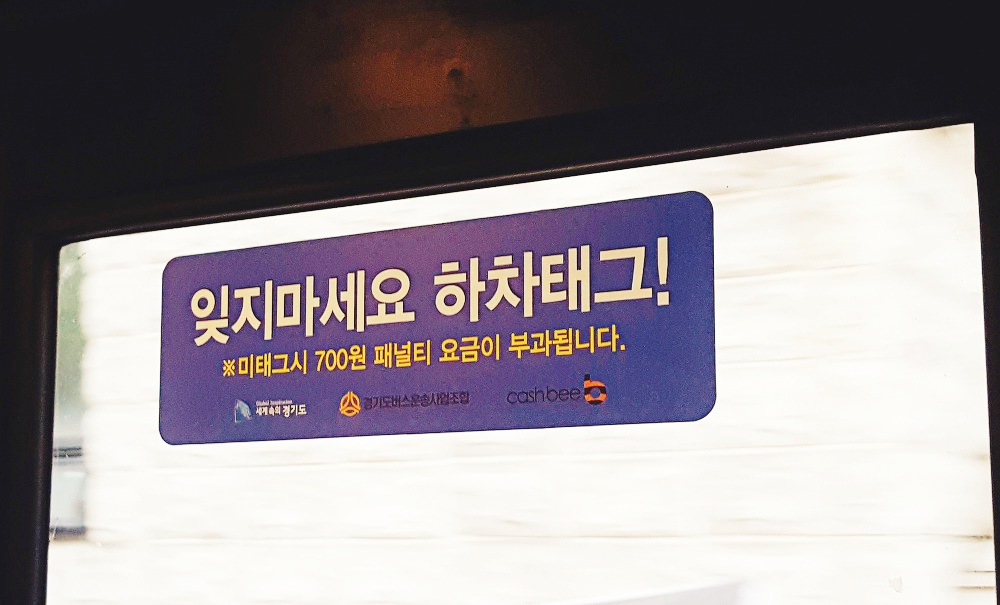 잊지마세요 하차태그!
※미태그시 700원 패널티 요금이 부과됩니다.
Global Inspiration
세계속의 경기도
경기도버스운송사업조합
cashbee b